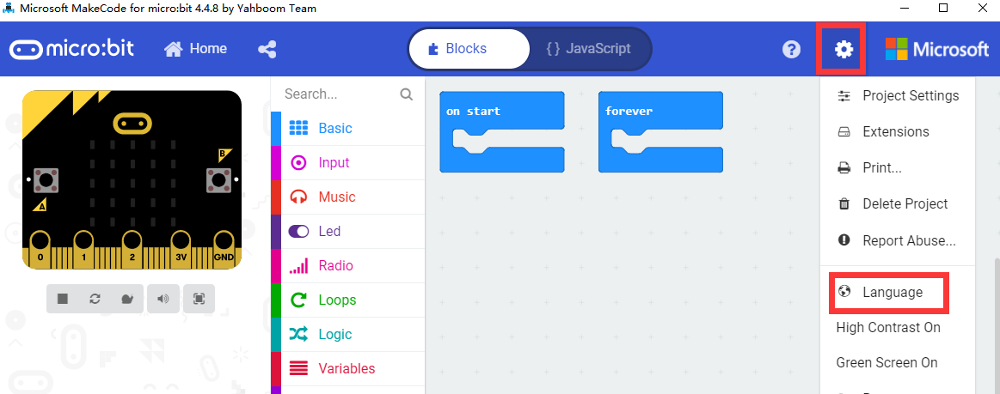 Microsoft MakeCode for micro:bit 4.4.8 by Yahboom Team
micro:bit
Home
Blocks
{ } JavaScript
?
Microsoft
B
A
0 1 2 3V GND
Search...
Basic
Input
Music
Led
Radio
Loops
Logic
Variables
on start
forever
Project Settings
Extensions
Print...
Delete Project
Report Abuse...
Language
High Contrast On
Green Screen On